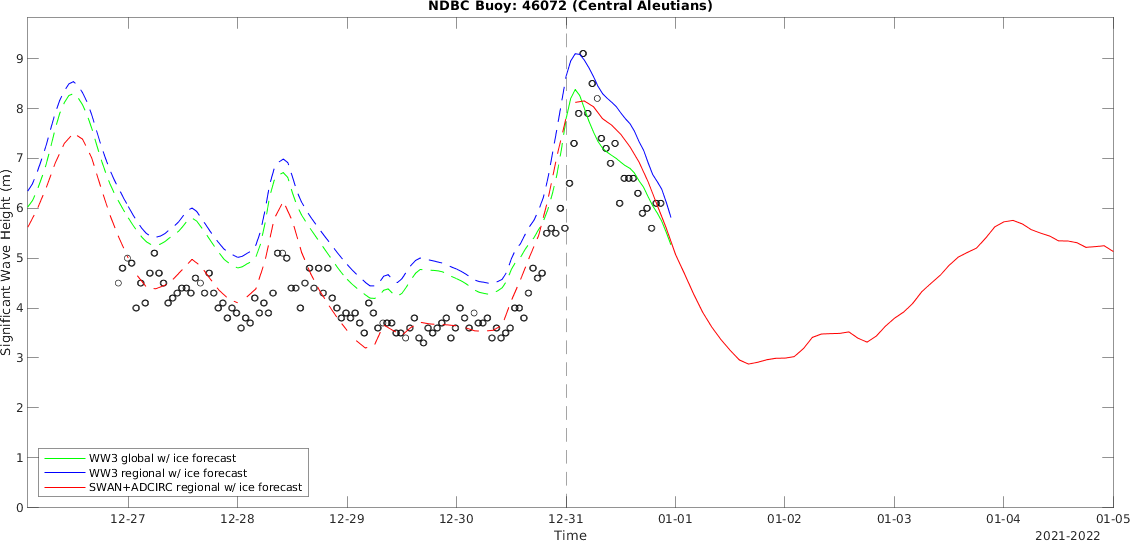 NDBC Buoy: 46072 (Central Aleutians)
Significant Wave Height (m)
9
8
7
6
5
4
3
2
1
0
WW3 global w/ ice forecast
WW3 regional w/ ice forecast
SWAN+ADCIRC regional w/ ice forecast
12-27 12-28 12-29 12-30 12-31 01-01 01-02 01-03 01-04 01-05
Time
2021-2022